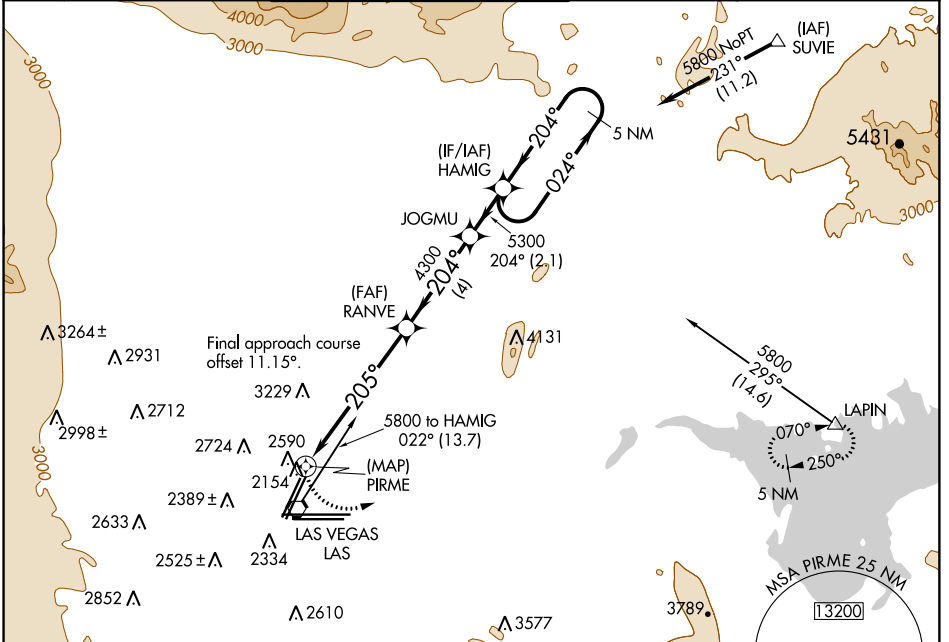 4000
3000
3000
(IAF)
SUVIE
5800 NoPT
231°
(11.2)
5 NM
204°
024°
(IF/IAF)
HAMIG
5431
3000
JOGMU
5300
204° (2.1)
4300
204°
(4)
(FAF)
RANVE
3264±
2931
Final approach course
offset 11.15°.
4131
205°
3229
2712
2998±
5800
295°
(14.6)
LAPIN
070°
250°
5 NM
5800 to HAMIG
022° (13.7)
2724
2590
2154
(MAP)
PIRME
3000
2389±
2633
LAS VEGAS
LAS
2525±
2334
2852
2610
3577
3789
MSA PIRME 25 NM
13200